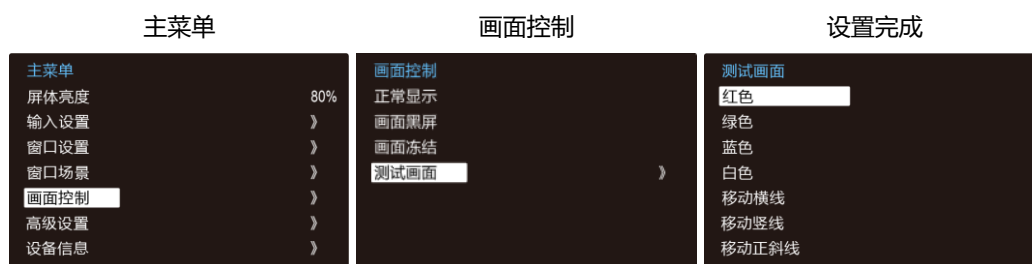 主菜单
画面控制
设置完成
主菜单
屏体亮度 80%
输入设置 》
窗口设置 》
窗口场景 》
画面控制 》
高级设置 》
设备信息 》
画面控制
正常显示
画面黑屏
画面冻结
测试画面 》
测试画面
红色
绿色
蓝色
白色
移动横线
移动竖线
移动正斜线